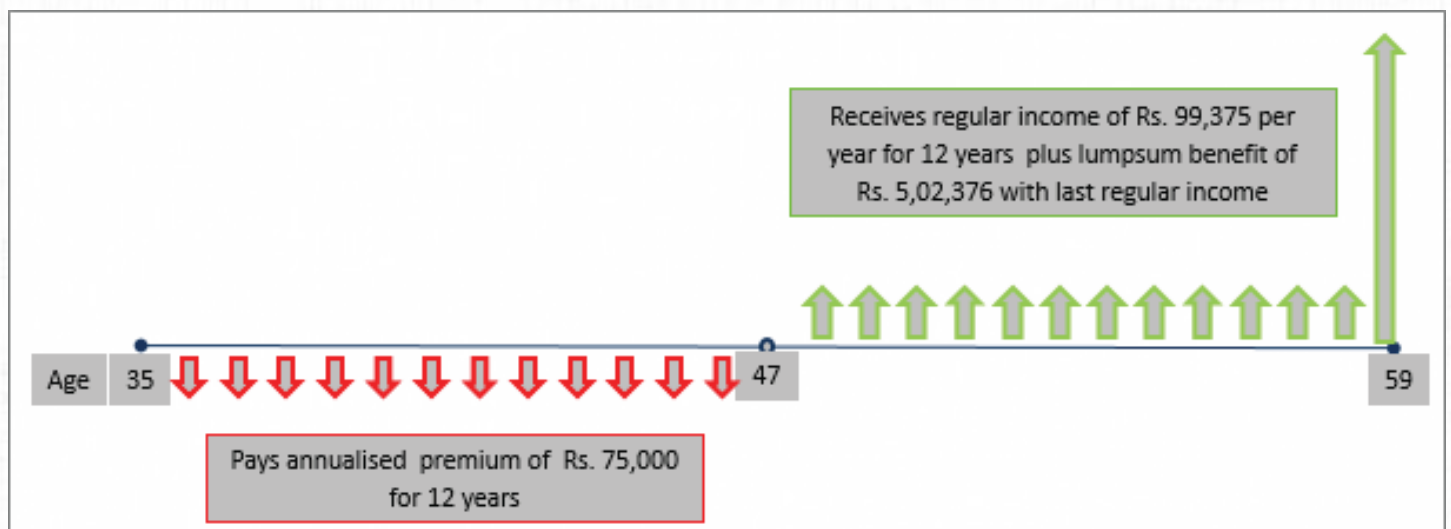 Receives regular income of Rs. 99,375 per
year for 12 years plus lumpsum benefit of
Rs. 5,02,376 with last regular income
Age 35 47 59
Pays annualised premium of Rs. 75,000
for 12 years